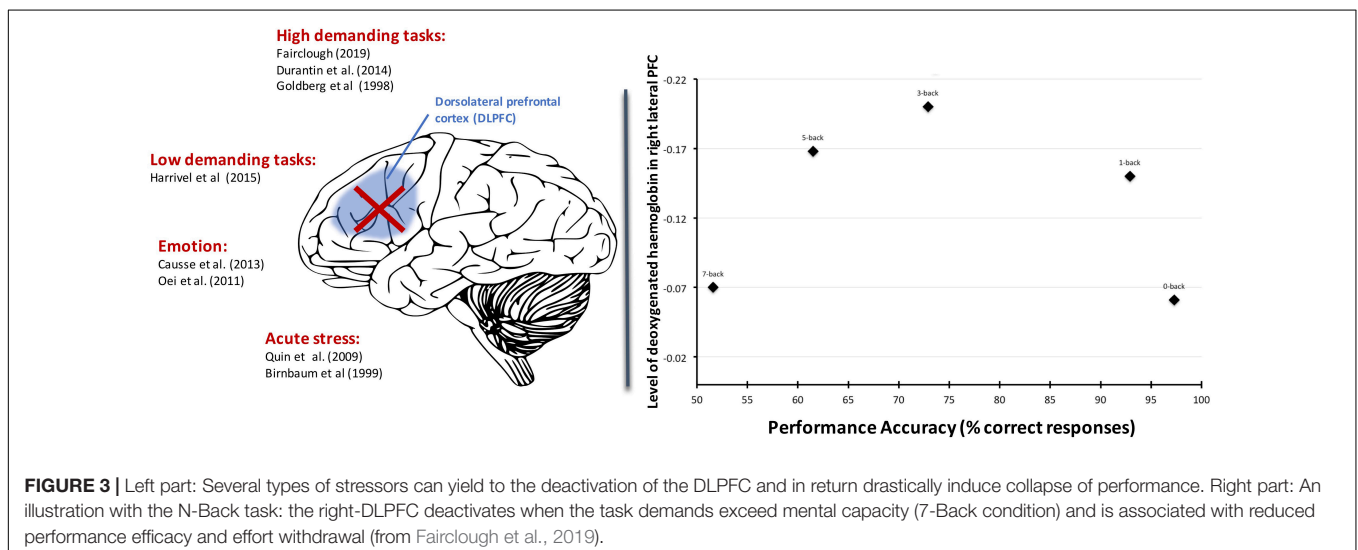 High demanding tasks:
Fairclough (2019)
Durantin et al. (2014)
Goldberg et al (1998)
Dorsolateral prefrontal
cortex (DLPFC)
Low demanding tasks:
Harrivel et al (2015)
Emotion:
Causse et al. (2013)
Oei et al. (2011)
Acute stress:
Quin et al. (2009)
Birnbaum et al (1999)
Level of deoxygenated haemoglobin in right lateral PFC
-0.22
-0.17
-0.12
-0.07
-0.02
3-back
5-back
1-back
7-back
0-back
50 55 60 65 70 75 80 85 90 95 100
Performance Accuracy (% correct responses)
FIGURE 3 | Left part: Several types of stressors can yield to the deactivation of the DLPFC and in return drastically induce collapse of performance. Right part: An
illustration with the N-Back task: the right-DLPFC deactivates when the task demands exceed mental capacity (7-Back condition) and is associated with reduced
performance efficacy and effort withdrawal (from Fairclough et al., 2019).